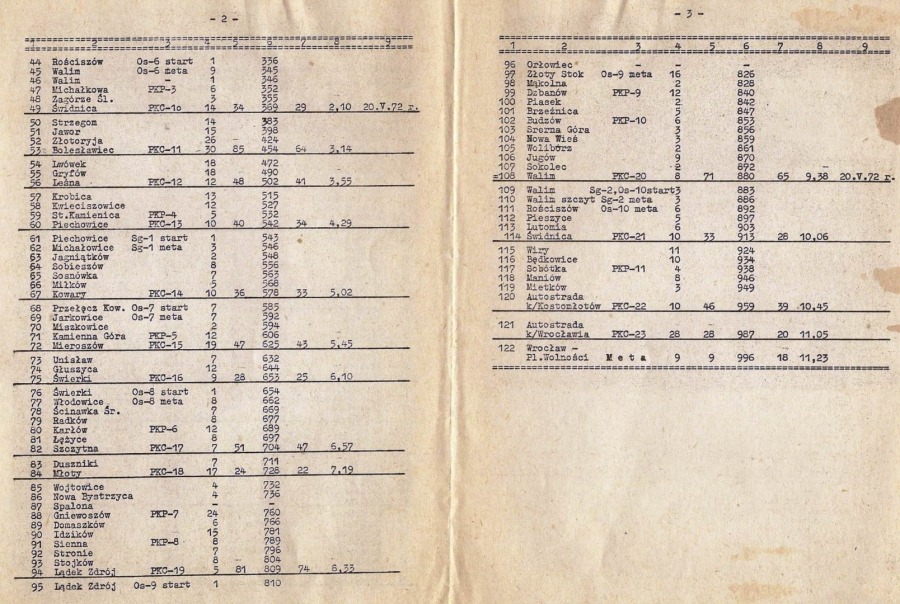 - 2 -
1 2 3 4 5 6 7 8 9
44 Rościszów Os-6 start 1 336
45 Walim Os-6 meta 9 345
46 Walim - 1 346
47 Michałkowa PKP-3 6 352
48 Zagórze Śl. 3 355
49 Świdnica PKC-1o 14 34 369 29 2,10 20.V.72 r.
50 Strzegom 14 383
51 Jawor 15 398
52 Złotoryja 26 424
53 Bolesławiec PKC-11 30 85 454 64 3,14
54 Lwówek 18 472
55 Gryfów 18 490
56 Leśna PKC-12 12 48 502 41 3,55
57 Krobica 13 515
58 Kwieciszowice 12 527
59 St.Kamienica PKP-4 5 532
60 Piechowice PKC-13 10 40 542 34 4,29
61 Piechowice Sg-1 start 1 543
62 Michałowice Sg-1 meta 3 546
63 Jagniątków 2 548
64 Sobieszów 8 556
65 Sosnówka 7 563
66 Miłków 5 568
67 Kowary PKC-14 10 36 578 33 5,02
68 Przełęcz Kow. Os-7 start 7 585
69 Jarkowice Os-7 meta 7 592
70 Miszkowice 2 594
71 Kamienna Góra PKP-5 12 606
72 Mieroszów PKC-15 19 47 625 43 5,45
73 Unisław 7 632
74 Głuszyca 12 644
75 Świerki PKC-16 9 28 653 25 6,10
76 Świerki Os-8 start 1 654
77 Włodowice Os-8 meta 8 662
78 Ścinawka Śr. 7 669
79 Radków 8 677
80 Karłów PKP-6 12 689
81 Łężyce 8 697
82 Szczytna PKC-17 7 51 704 47 6,57
83 Duszniki 7 711
84 Młoty PKC-18 17 24 728 22 7,19
85 Wojtowice 4 732
86 Nowa Bystrzyca 4 736
87 Spalona - -
88 Gniewoszów PKP-7 24 760
89 Domaszków 6 766
90 Idzików 15 781
91 Sienna PKP-8 8 789
92 Stronie 7 796
93 Stojków 8 804
94 Lądek Zdrój PKC-19 5 81 809 74 8,33
95 Lądek Zdrój Os-9 start 1 810
- 3 -
1 2 3 4 5 6 7 8 9
96 Orłowiec - - -
97 Złoty Stok Os-9 meta 16 826
98 Mąkolna 2 828
99 Dzbanów PKP-9 12 840
100 Piasek 2 842
101 Brzeźnica 5 847
102 Budzów PKP-10 6 853
103 Srerna Góra 3 856
104 Nowa Wieś 3 859
105 Wolibórz 2 861
106 Jugów 9 870
107 Sokolec 2 872
108 Walim PKC-20 8 71 880 65 9,38 20.V.72 r.
109 Walim Sg-2,Os-10start 3 883
110 Walim szczyt Sg-2 meta 3 886
111 Rościszów Os-10 meta 6 892
112 Pieszyce 5 897
113 Lutomia 6 903
114 Świdnica PKC-21 10 33 913 28 10,06
115 Wiry 11 924
116 Będkowice 10 934
117 Sobótka PKP-11 4 938
118 Maniów 8 946
119 Mietków 3 949
120 Autostrada
k/Kostomłotów PKC-22 10 46 959 39 10,45
121 Autostrada
k/Wrocławia PKC-23 28 28 987 20 11.05
122 Wrocław -
Pl.Wolności M e t a 9 9 996 18 11,23